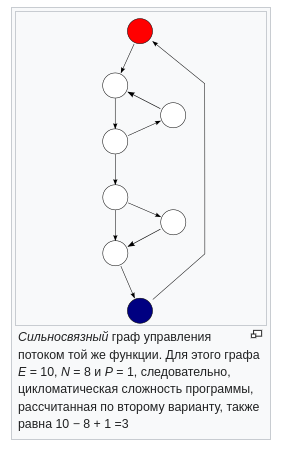 Сильносвязный граф управления
потоком той же функции. Для этого графа
E = 10, N = 8 и P = 1, следовательно,
цикломатическая сложность программы,
рассчитанная по второму варианту, также
равна 10 − 8 + 1 =3